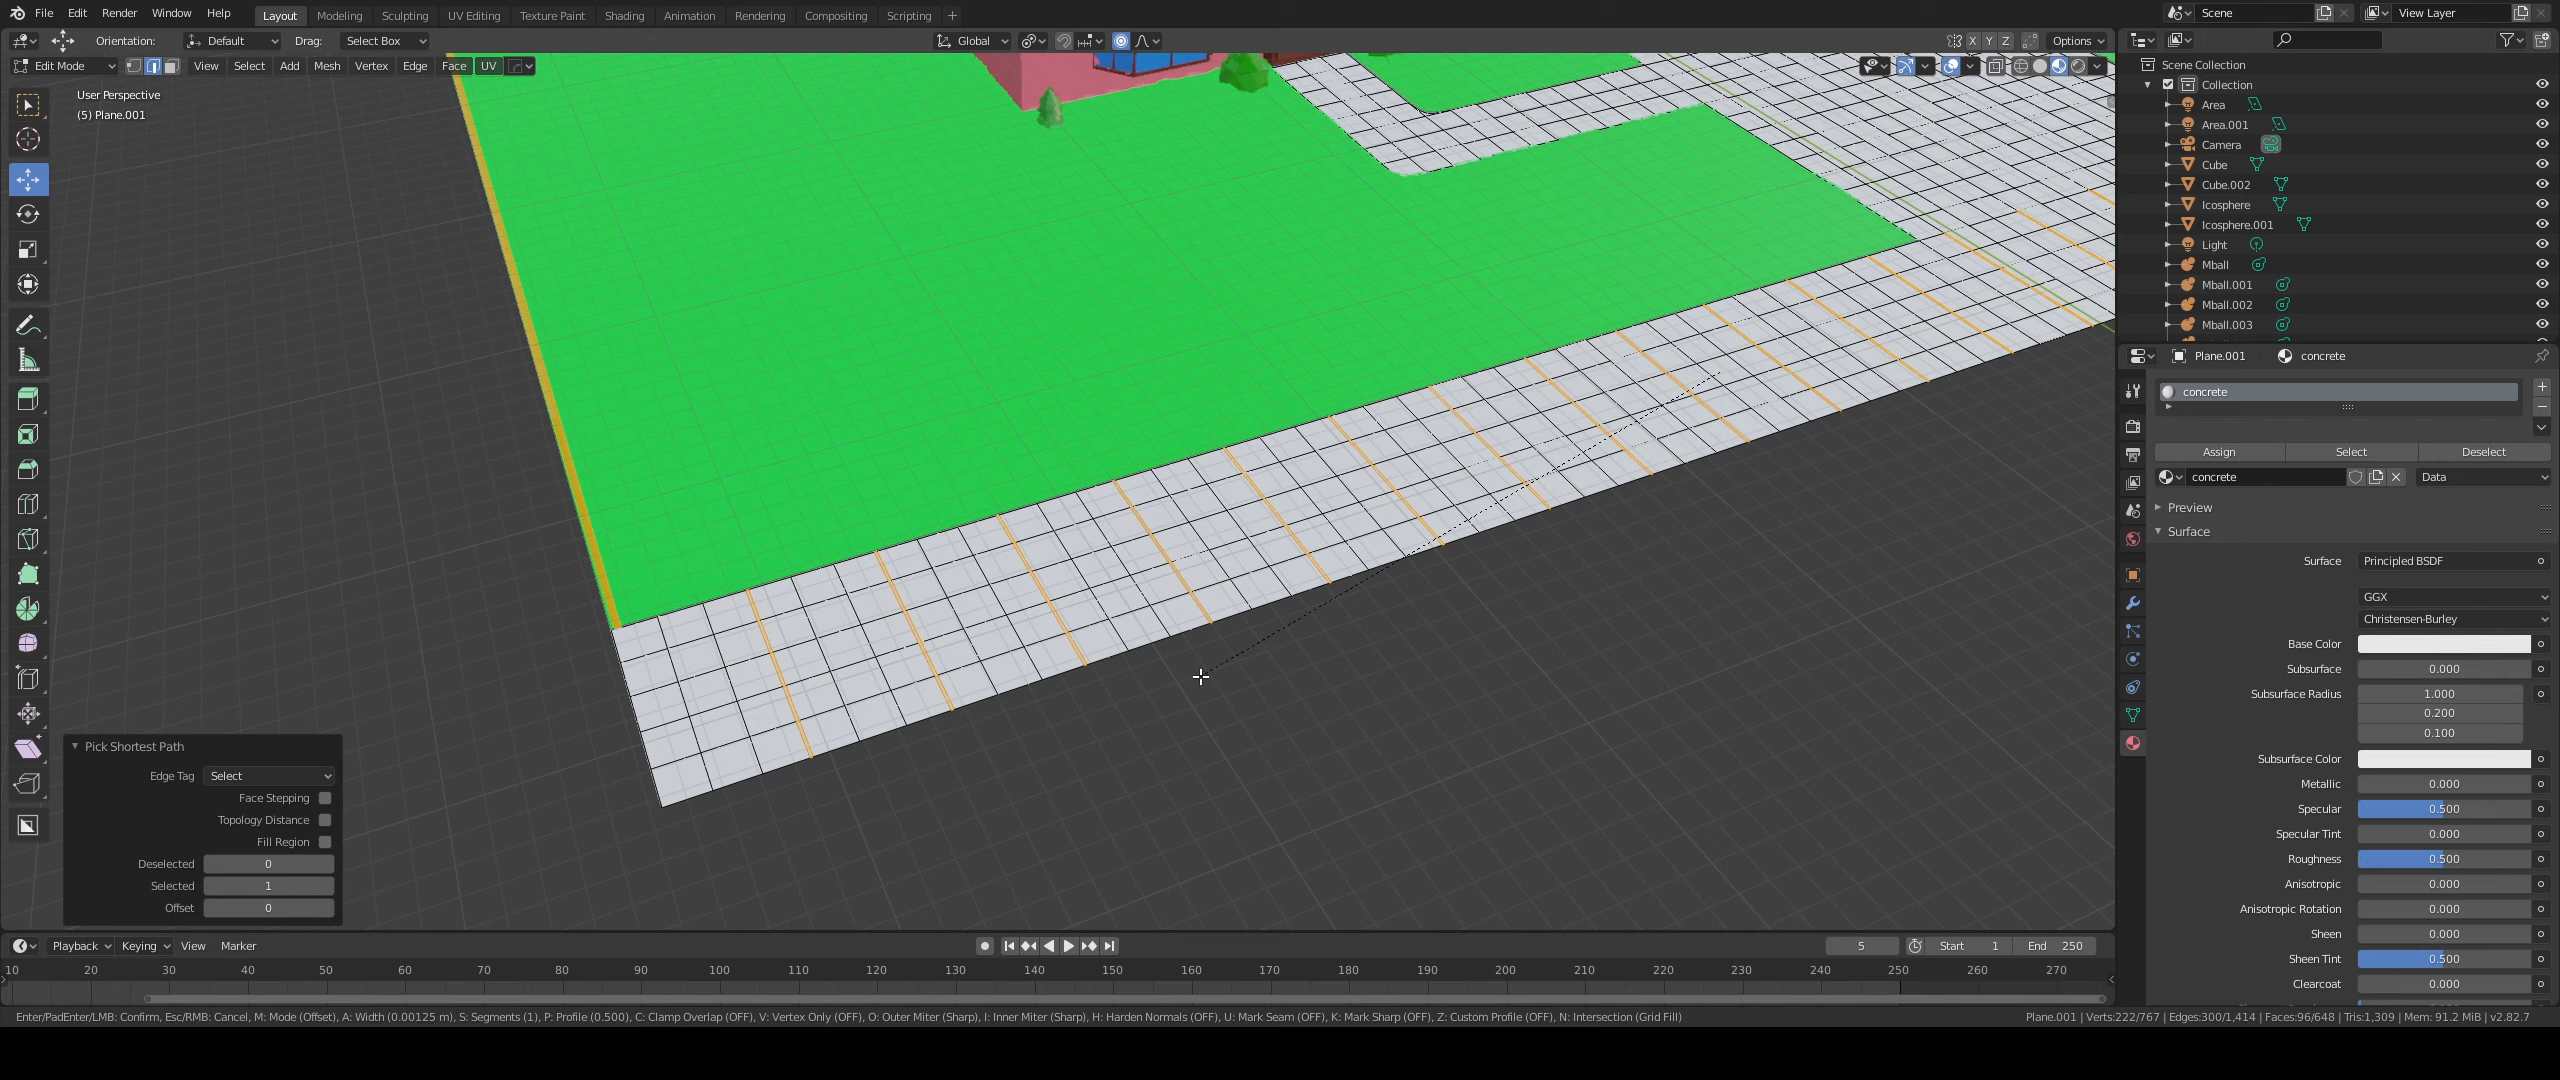 File Edit Render Window Help Layout Modeling Sculpting UV Editing Texture Paint Shading Animation Rendering Compositing Scripting + Scene View Layer
Orientation: Default Drag: Select Box Global X Y Z Options
Edit Mode View Select Add Mesh Vertex Edge Face UV
User Perspective
(5) Plane.001
Scene Collection
Collection
Area
Area.001
Camera
Cube
Cube.002
Icosphere
Icosphere.001
Light
Mball
Mball.001
Mball.002
Mball.003
Plane.001 concrete
concrete
Assign Select Deselect
concrete Data
Preview
Surface
Surface Principled BSDF
GGX
Christensen-Burley
Base Color
Subsurface 0.000
Subsurface Radius 1.000
0.200
0.100
Subsurface Color
Metallic 0.000
Specular 0.500
Specular Tint 0.000
Roughness 0.500
Anisotropic 0.000
Anisotropic Rotation 0.000
Sheen 0.000
Sheen Tint 0.500
Clearcoat 0.000
Pick Shortest Path
Edge Tag Select
Face Stepping
Topology Distance
Fill Region
Deselected 0
Selected 1
Offset 0
Playback Keying View Marker 5 Start 1 End 250
10 20 30 40 50 60 70 80 90 100 110 120 130 140 150 160 170 180 190 200 210 220 230 240 250 260 270
Enter/PadEnter/LMB: Confirm, Esc/RMB: Cancel, M: Mode (Offset), A: Width (0.00125 m), S: Segments (1), P: Profile (0.500), C: Clamp Overlap (OFF), V: Vertex Only (OFF), O: Outer Miter (Sharp), I: Inner Miter (Sharp), H: Harden Normals (OFF), U: Mark Seam (OFF), K: Mark Sharp (OFF), Z: Custom Profile (OFF), N: Intersection (Grid Fill) Plane.001 | Verts:222/767 | Edges:300/1,414 | Faces:96/648 | Tris:1,309 | Mem: 91.2 MiB | v2.82.7